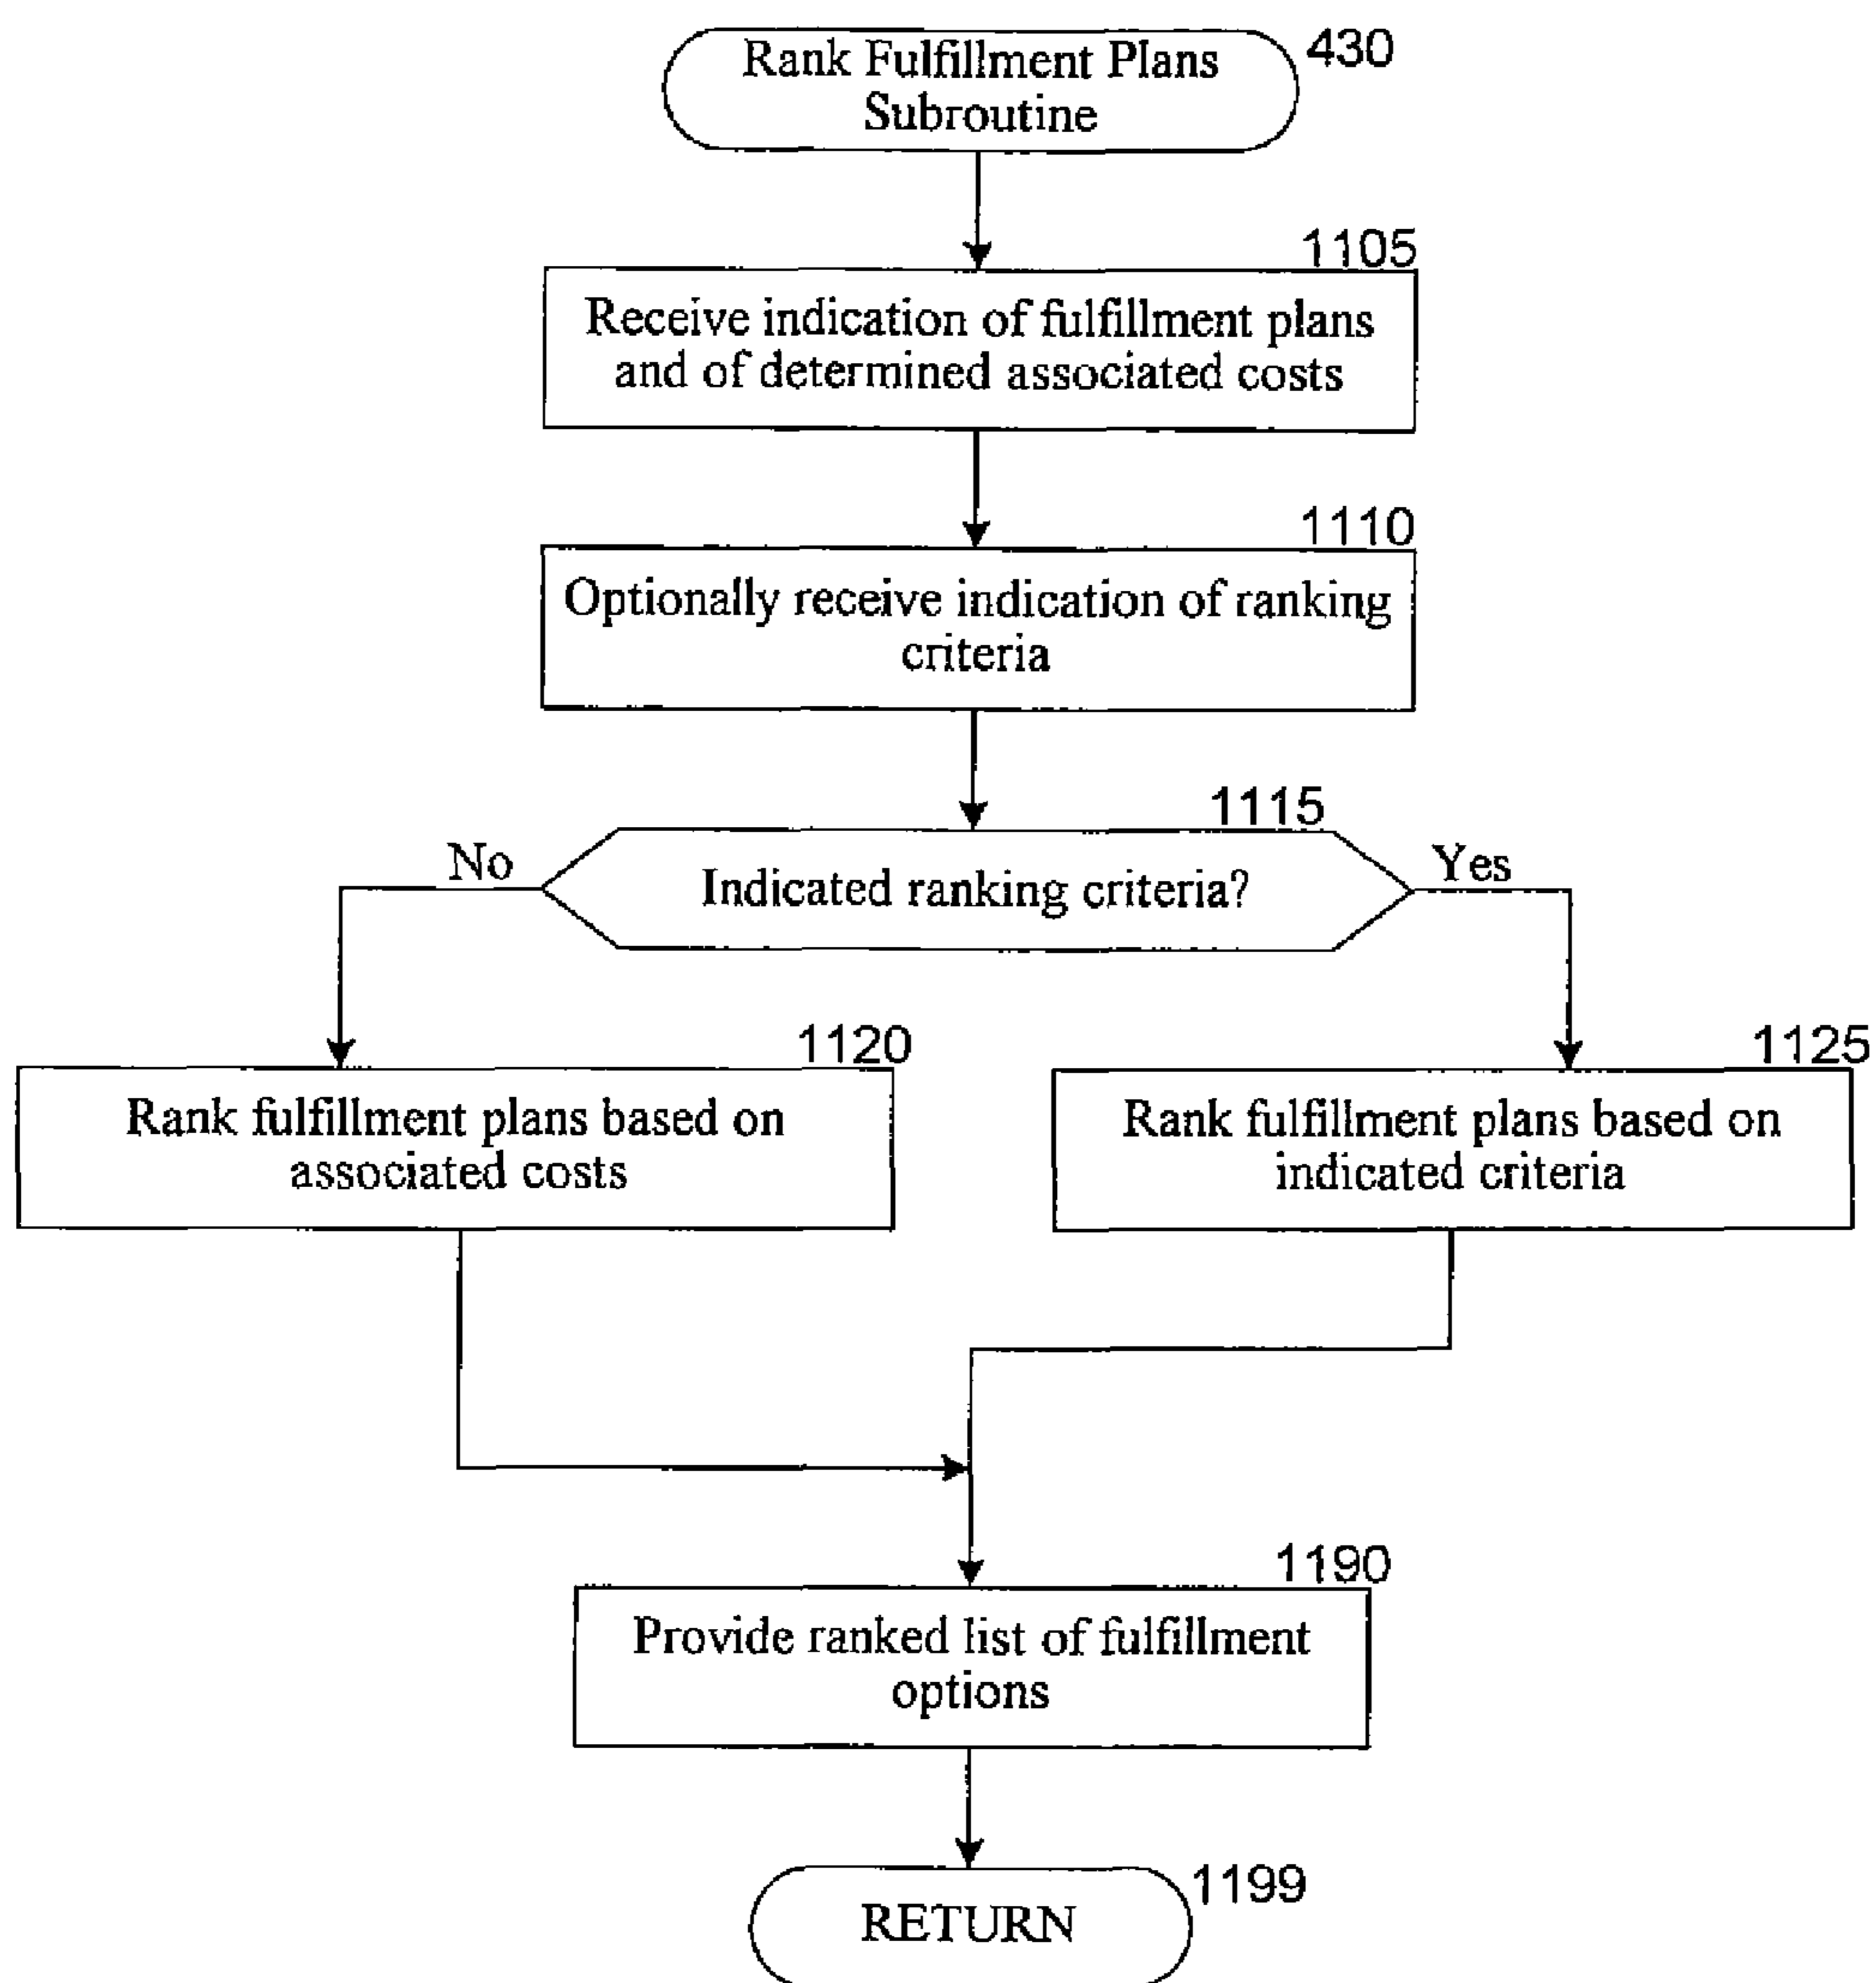 Rank Fulfillment Plans
Subroutine
430
1105
Receive indication of fulfillment plans
and of determined associated costs
1110
Optionally receive indication of ranking
criteria
1115
No
Indicated ranking criteria?
Yes
1120
Rank fulfillment plans based on
associated costs
1125
Rank fulfillment plans based on
indicated criteria
1190
Provide ranked list of fulfillment
options
1199
RETURN